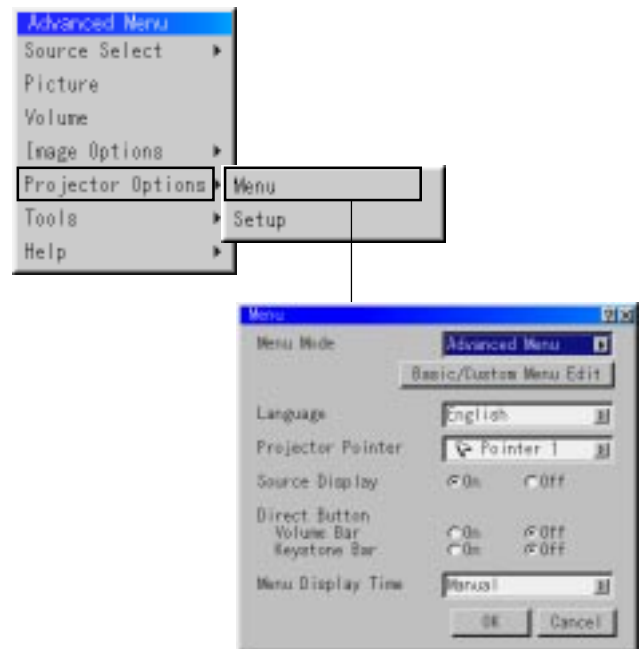 Advanced Menu
Source Select
Picture
Volume
Image Options
Projector Options
Menu
Tools
Setup
Help
Menu
Menu Mode
Advanced Menu
Basic/Custom Menu Edit
Language
English
Projector Pointer
Pointer 1
Source Display
On Off
Direct Button
Volume Bar
On Off
Keystone Bar
On Off
Menu Display Time
Manual
OK Cancel